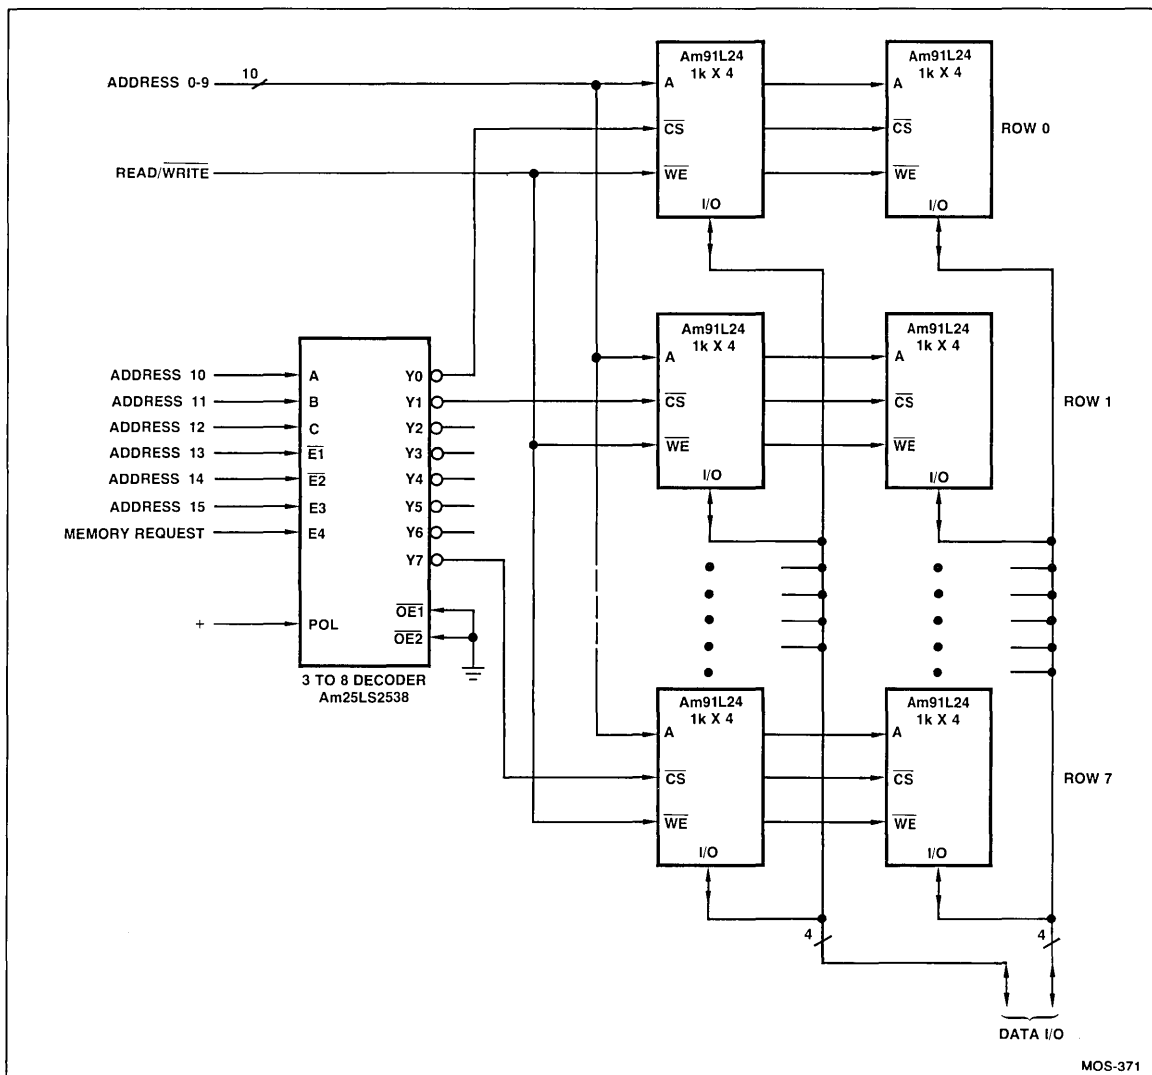 ADDRESS 0-9
10
READ/WRITE
Am91L24
1k X 4
A
CS
WE
I/O
Am91L24
1k X 4
A
CS
WE
I/O
ROW 0
Am91L24
1k X 4
A
CS
WE
I/O
Am91L24
1k X 4
A
CS
WE
I/O
ROW 1
ADDRESS 10
ADDRESS 11
ADDRESS 12
ADDRESS 13
ADDRESS 14
ADDRESS 15
MEMORY REQUEST
+
A
B
C
E1
E2
E3
E4
POL
Y0
Y1
Y2
Y3
Y4
Y5
Y6
Y7
OE1
OE2
3 TO 8 DECODER
Am25LS2538
Am91L24
1k X 4
A
CS
WE
I/O
Am91L24
1k X 4
A
CS
WE
I/O
ROW 7
4
4
DATA I/O
MOS-371